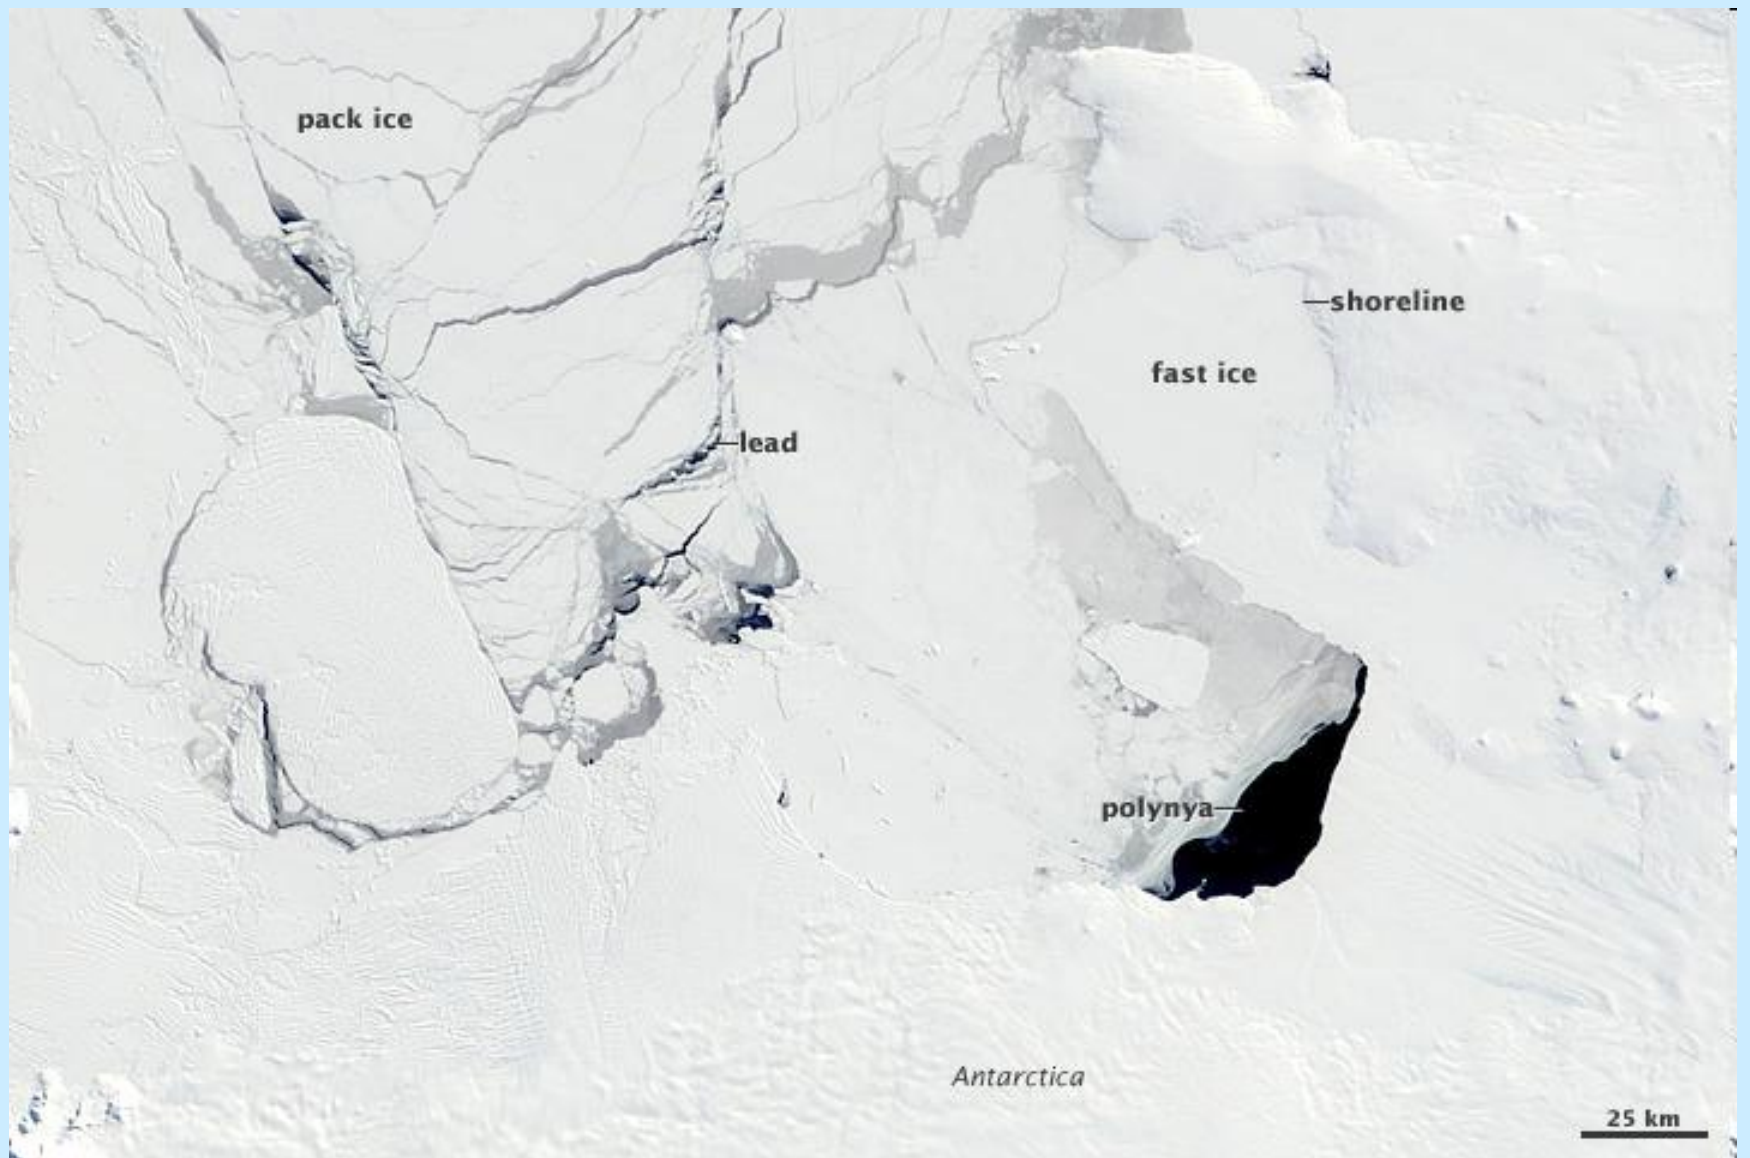 pack ice
shoreline
fast ice
lead
polynya
Antarctica
25 km